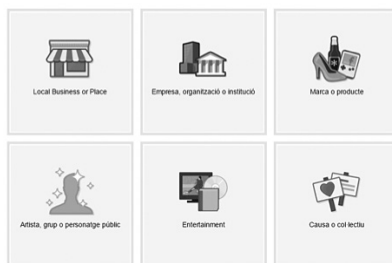 Local Business or Place
Empresa, organització o institució
Marca o producte
Artista, grup o personatge públic
Entertainment
Causa o col·lectiu